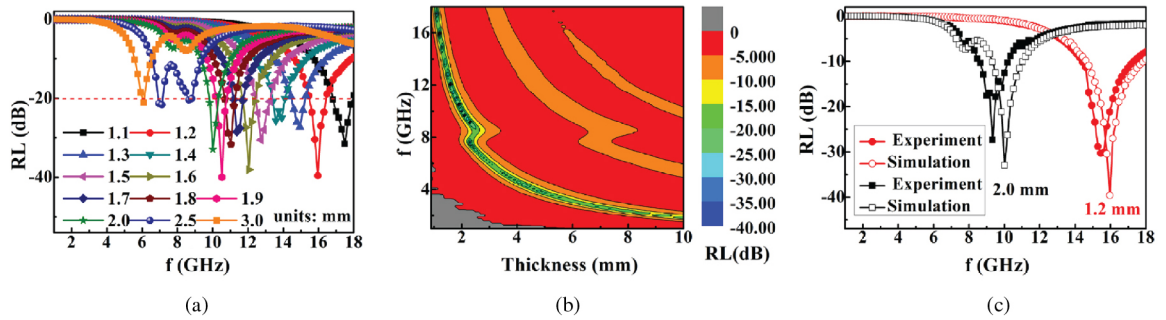 0
-20
-40
RL (dB)
1.1 1.2
1.3 1.4
1.5 1.6
1.7 1.8 1.9
2.0 2.5 3.0
units: mm
2 4 6 8 10 12 14 16 18
f (GHz)
(a)
16
12
8
4
f (GHz)
2 4 6 8 10
Thickness (mm)
0
-5.000
-10.00
-15.00
-20.00
-25.00
-30.00
-35.00
-40.00
RL(dB)
(b)
0
-10
-20
-30
-40
RL (dB)
Experiment
Simulation
Experiment
Simulation
2.0 mm
1.2 mm
2 4 6 8 10 12 14 16 18
f (GHz)
(c)